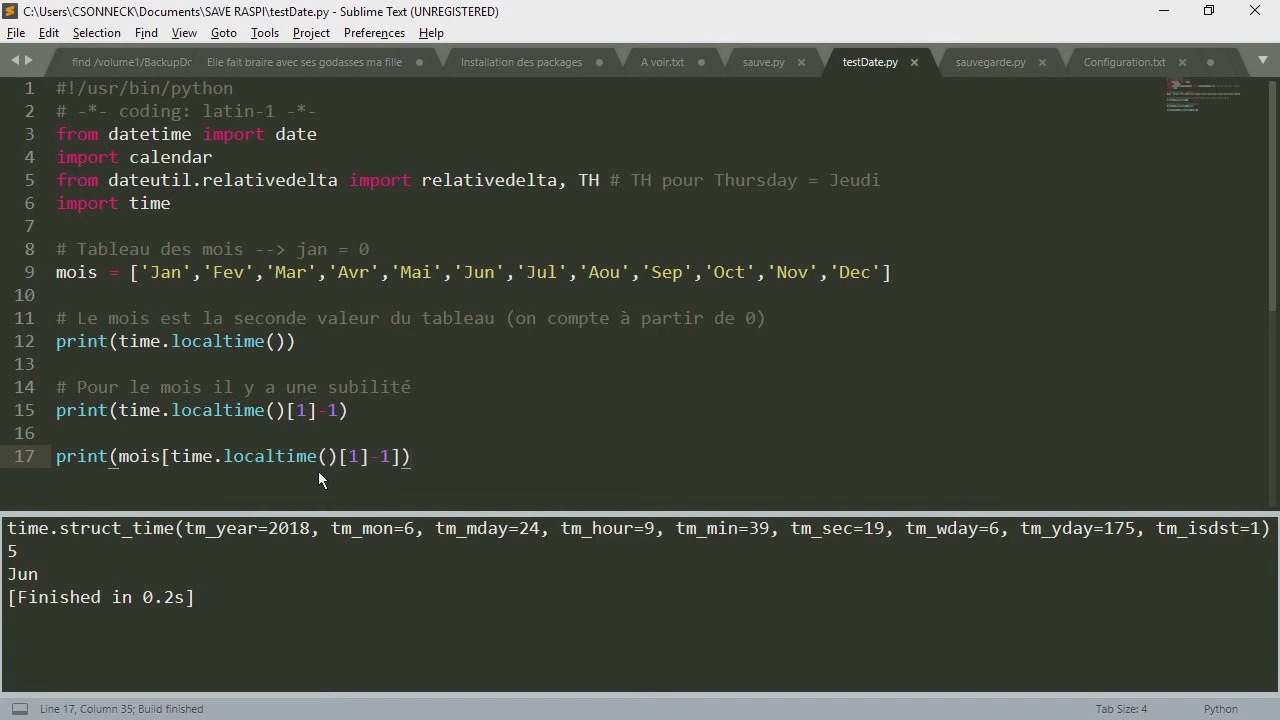 C:\Users\CSONNECK\Documents\SAVE RASPI\testDate.py - Sublime Text (UNREGISTERED)
File Edit Selection Find View Goto Tools Project Preferences Help
find /volume1/BackupDc Elle fait braire avec ses godasses ma fille Installation des packages A voir.txt sauve.py testDate.py sauvegarde.py Configuration.txt
1 #!/usr/bin/python
2 # -*- coding: latin-1 -*-
3 from datetime import date
4 import calendar
5 from dateutil.relativedelta import relativedelta, TH # TH pour Thursday = Jeudi
6 import time
7
8 # Tableau des mois --> jan = 0
9 mois = ['Jan','Fev','Mar','Avr','Mai','Jun','Jul','Aou','Sep','Oct','Nov','Dec']
10
11 # Le mois est la seconde valeur du tableau (on compte à partir de 0)
12 print(time.localtime())
13
14 # Pour le mois il y a une subilité
15 print(time.localtime()[1]-1)
16
17 print(mois[time.localtime()[1]-1])
time.struct_time(tm_year=2018, tm_mon=6, tm_mday=24, tm_hour=9, tm_min=39, tm_sec=19, tm_wday=6, tm_yday=175, tm_isdst=1)
5
Jun
[Finished in 0.2s]
Line 17, Column 35; Build finished Tab Size: 4 Python